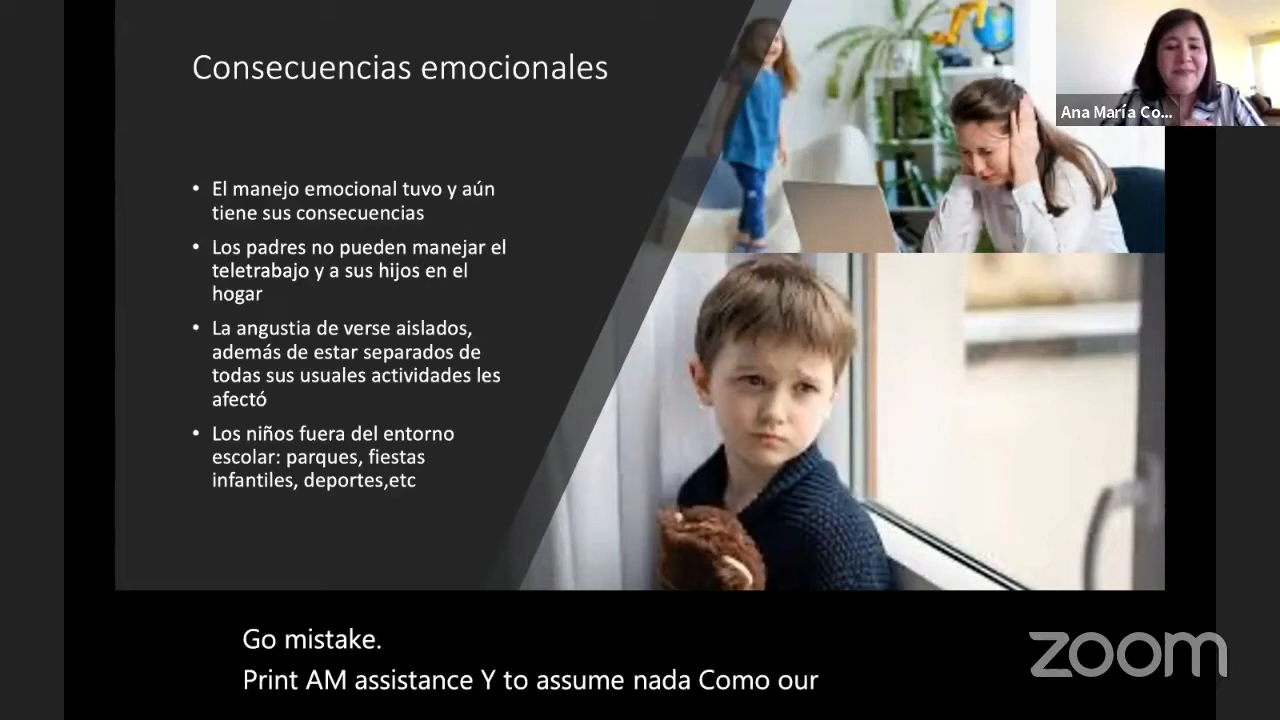 Consecuencias emocionales
Ana María Co...
• El manejo emocional tuvo y aún
tiene sus consecuencias
• Los padres no pueden manejar el
teletrabajo y a sus hijos en el
hogar
• La angustia de verse aislados,
además de estar separados de
todas sus usuales actividades les
afectó
• Los niños fuera del entorno
escolar: parques, fiestas
infantiles, deportes,etc
Go mistake.
Print AM assistance Y to assume nada Como our
zoom